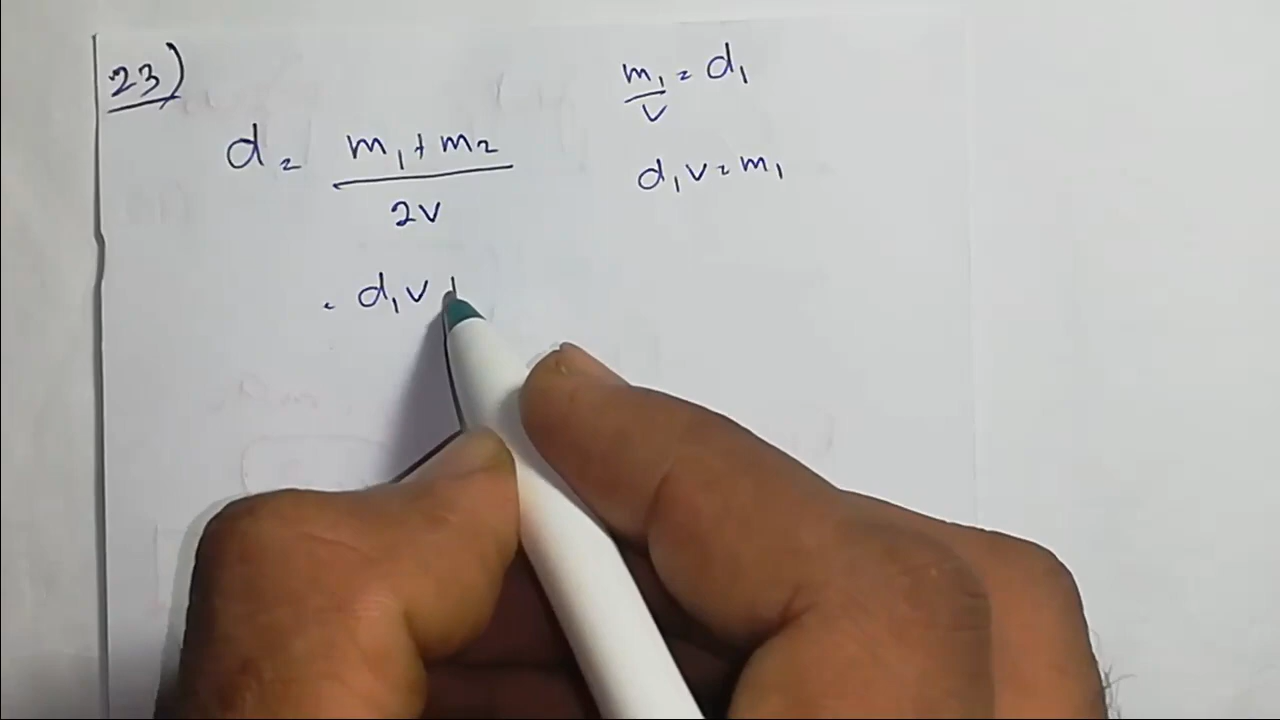 23)
d = m₁ + m₂
2v
= d₁v +
m₁ = d₁
v
d₁v = m₁